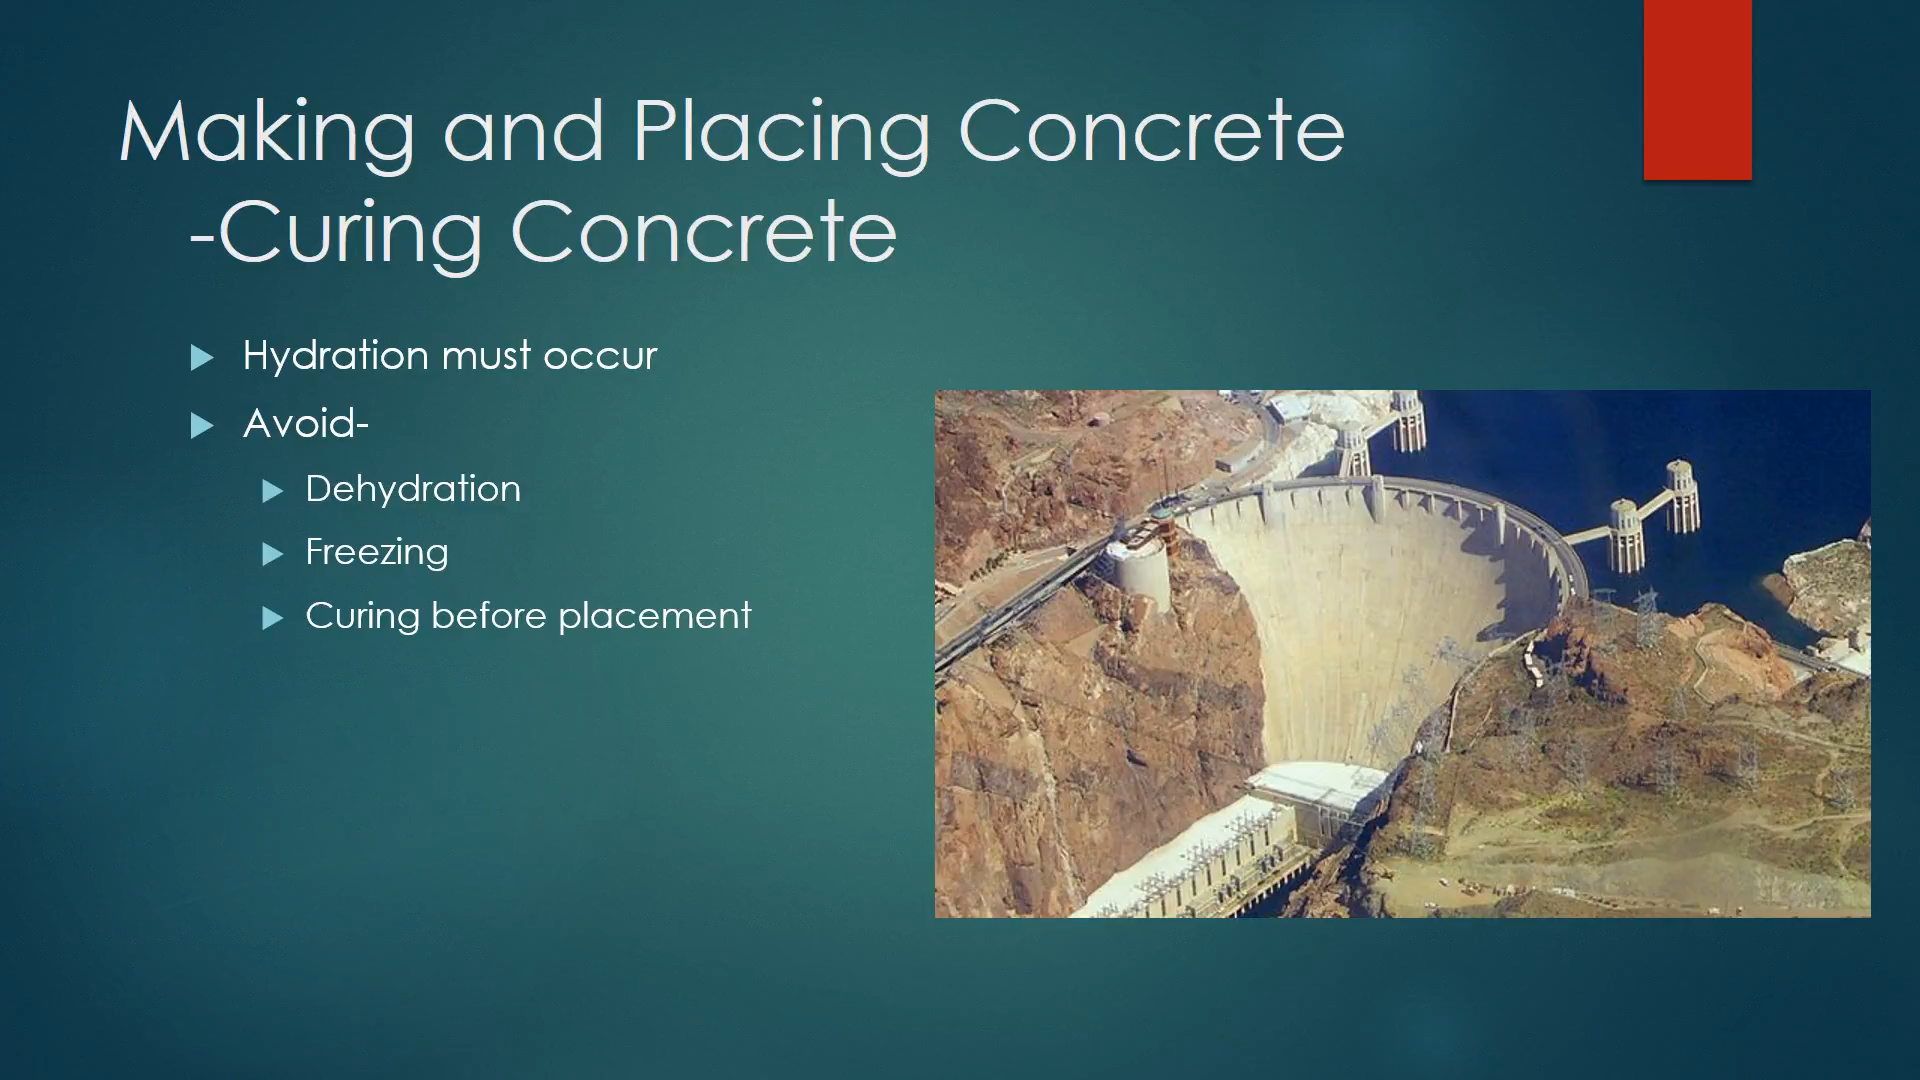 Making and Placing Concrete
-Curing Concrete
Hydration must occur
Avoid-
Dehydration
Freezing
Curing before placement